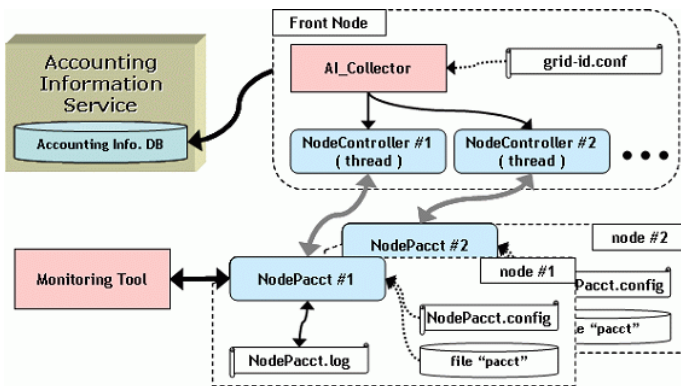 Front Node
Accounting
Information
Service
Accounting Info. DB
AI_Collector
grid-id.conf
NodeController #1
( thread )
NodeController #2
( thread )
node #2
NodePacct #2
node #1
Monitoring Tool
NodePacct #1
Pacct.config
NodePacct.config
e "pacct"
NodePacct.log
file "pacct"